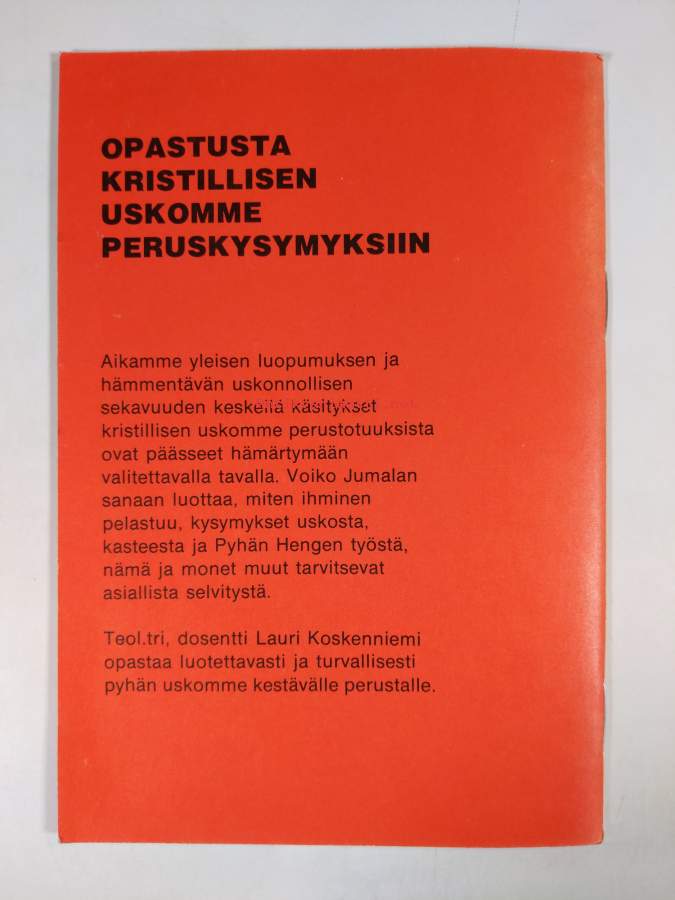 OPASTUSTA
KRISTILLISEN
USKOMME
PERUSKYSYMYKSIIN
Aikamme yleisen luopumuksen ja
hämmentävän uskonnollisen
sekavuuden keskellä käsitykset
kristillisen uskomme perustotuuksista
ovat päässeet hämärtymään
valitettavalla tavalla. Voiko Jumalan
sanaan luottaa, miten ihminen
pelastuu, kysymykset uskosta,
kasteesta ja Pyhän Hengen työstä,
nämä ja monet muut tarvitsevat
asiallista selvitystä.
Teol.tri, dosentti Lauri Koskenniemi
opastaa luotettavasti ja turvallisesti
pyhän uskomme kestävälle perustalle.